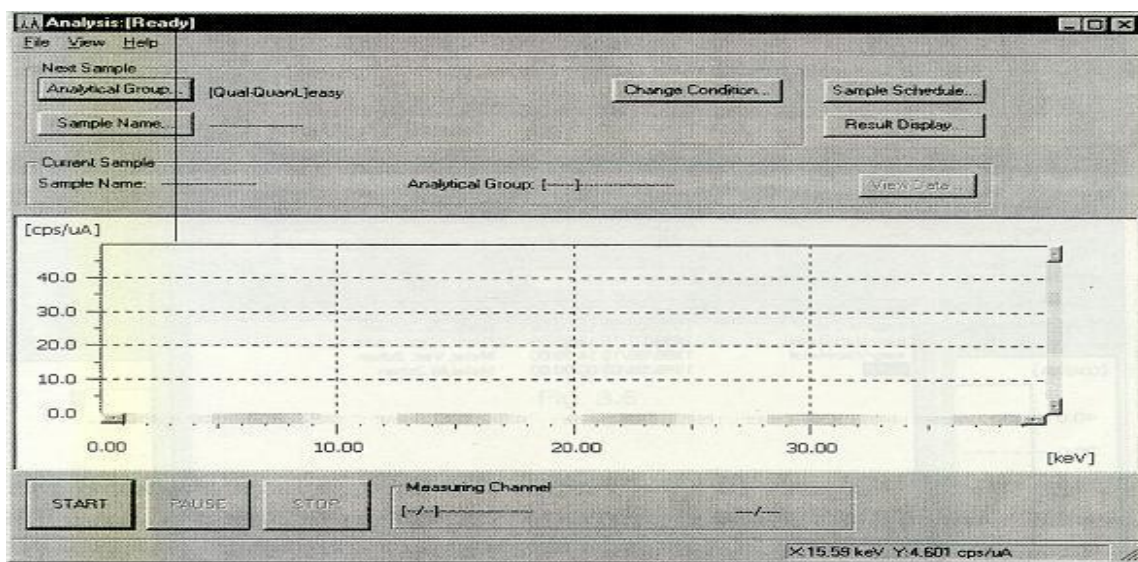 Analysis:[Ready]
File View Help
Next Sample
Analytical Group... [Qual-Quant.]easy Change Condition... Sample Schedule...
Sample Name... -------------- Result Display...
Current Sample
Sample Name: -------------- Analytical Group: [-----]-------------- View Data...
[cps/uA]
40.0
30.0
20.0
10.0
0.0
0.00 10.00 20.00 30.00 [keV]
START PAUSE STOP
Measuring Channel
[--/--]-------------- ---/---
X:15.59 keV Y:4.601 cps/uA